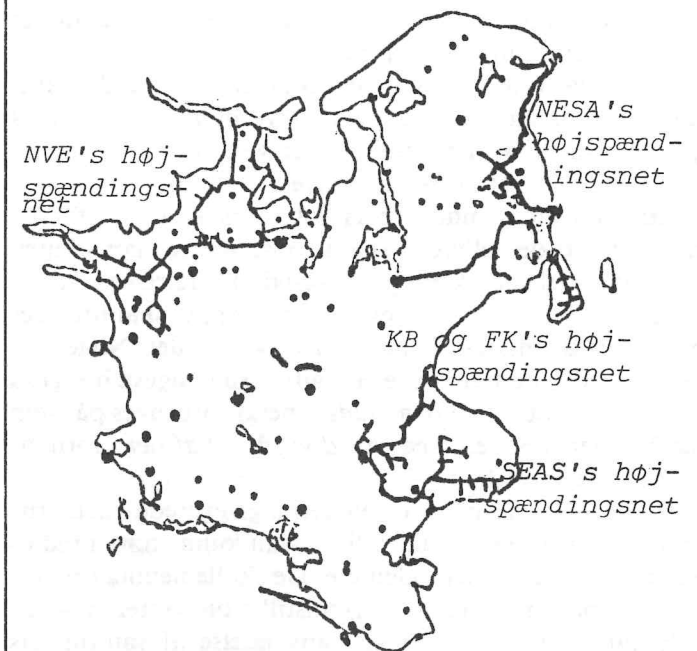 NESA's
højspænd-
ingsnet
NVE's høj-
spændings-
net
KB og FK's høj-
spændingsnet
SEAS's høj-
spændingsnet